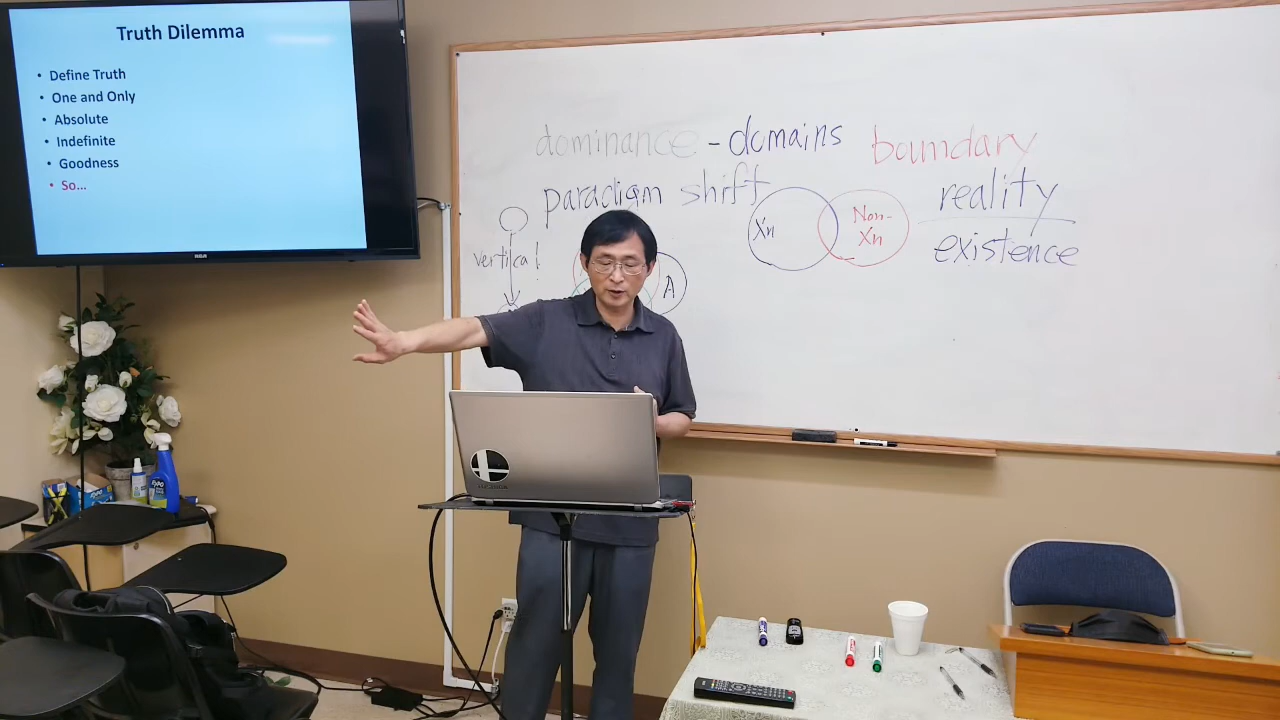 Truth Dilemma
• Define Truth
• One and Only
• Absolute
• Indefinite
• Goodness
• So...
RCA
dominance - domains boundary
paradigm shift
Xn
Non-
Xn
reality
existence
vertical!
A
EXPO